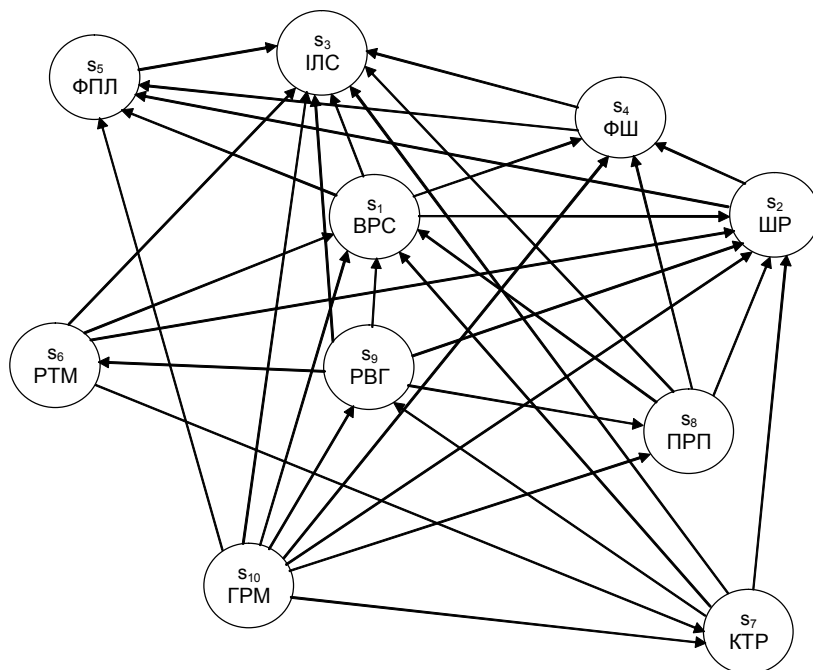 s₃
ІЛС
s₅
ФПЛ
s₄
ФШ
s₁
ВРС
s₂
ШР
s₆
РТМ
s₉
РВГ
s₈
ПРП
s₁₀
ГРМ
s₇
КТР